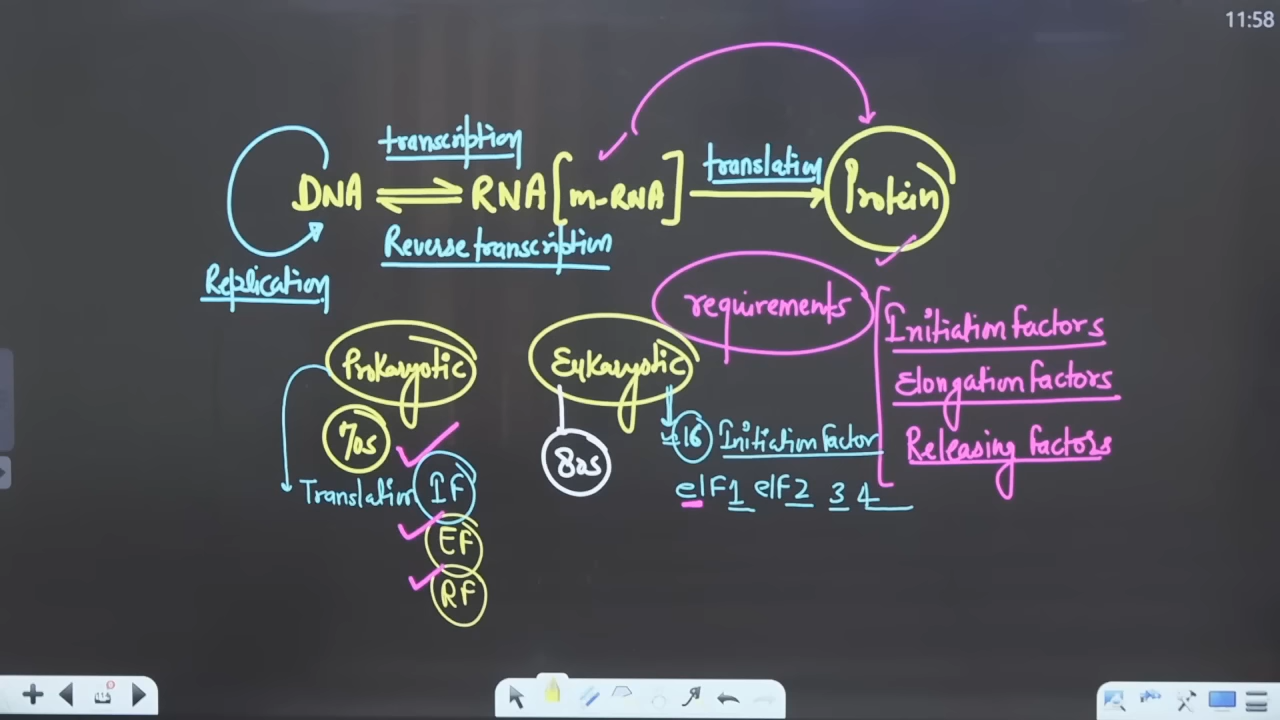 11:58
transcription
DNA ⇌ RNA [m-RNA] translation → Protein
Reverse transcription
Replication
requirements
Initiation factors
Prokaryotic
Eukaryotic
Elongation factors
70s
≈16 Initiation factor
Releasing factors
80s
Translation IF
eIF1 eIF2 3 4
EF
RF